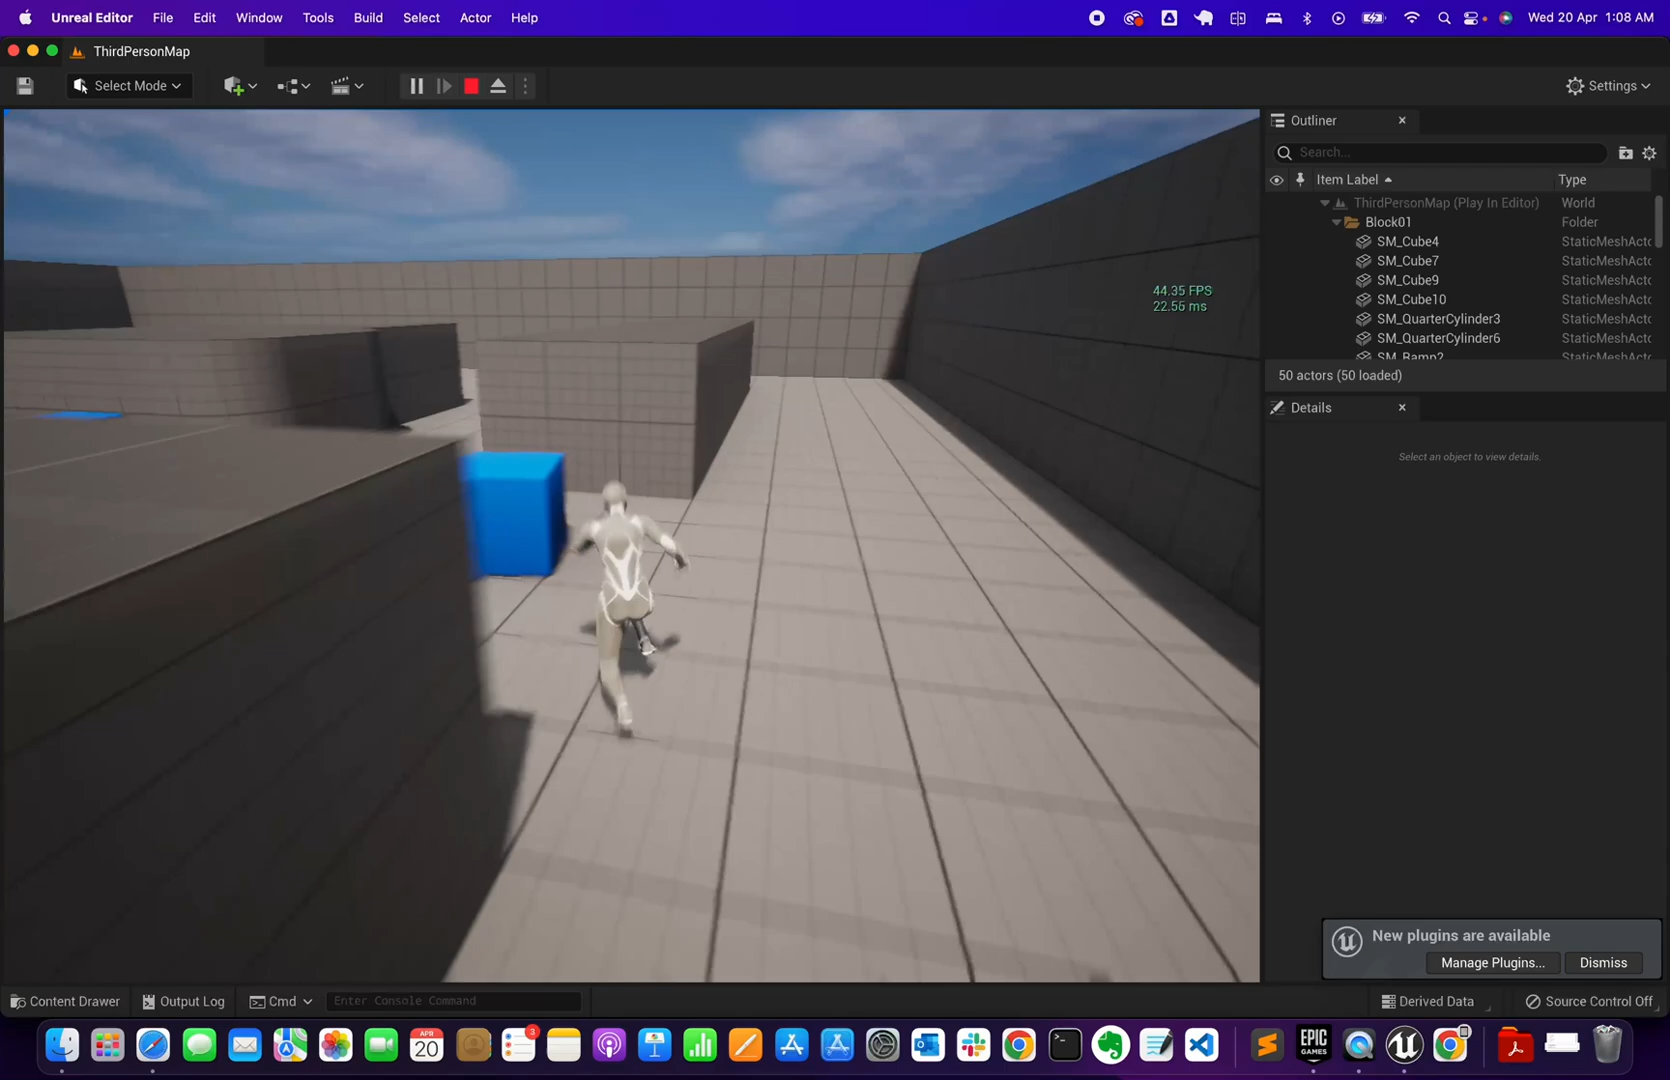 Unreal Editor File Edit Window Tools Build Select Actor Help Wed 20 Apr 1:08 AM
ThirdPersonMap
Select Mode
Settings
Outliner
Search...
Item Label Type
ThirdPersonMap (Play In Editor) World
Block01 Folder
SM_Cube4 StaticMeshActo
SM_Cube7 StaticMeshActo
SM_Cube9 StaticMeshActo
SM_Cube10 StaticMeshActo
SM_QuarterCylinder3 StaticMeshActo
SM_QuarterCylinder6 StaticMeshActo
SM_Ramp2
50 actors (50 loaded)
Details
Select an object to view details.
44.35 FPS
22.55 ms
New plugins are available
Manage Plugins... Dismiss
Content Drawer Output Log Cmd Enter Console Command Derived Data Source Control Off
APR
20
3
EPIC
GAMES